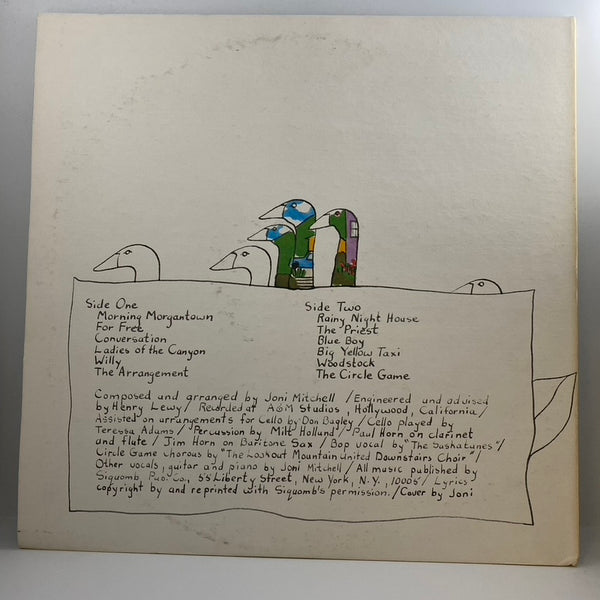 Side One
Morning Morgantown
For Free
Conversation
Ladies of the Canyon
Willy
The Arrangement
Side Two
Rainy Night House
The Priest
Blue Boy
Big Yellow Taxi
Woodstock
The Circle Game
Composed and arranged by Joni Mitchell / Engineered and advised
by Henry Lewy / Recorded at A&M Studios, Hollywood, California /
Assisted on arrangements for Cello by Don Bagley / Cello played by
Teressa Adams / Percussion by Milt Holland / Paul Horn on clarinet
and flute / Jim Horn on Baritone Sax / Bop vocal by "The Saskatunes" /
Circle Game chorous by "The Lookout Mountain United Downstairs Choir" /
Other vocals, guitar and piano by Joni Mitchell / All music published by
Siquomb Pub. Co., 55 Liberty Street, New York, N.Y., 10005 / Lyrics
copyright by and reprinted with Siquomb's permission. / Cover by Joni